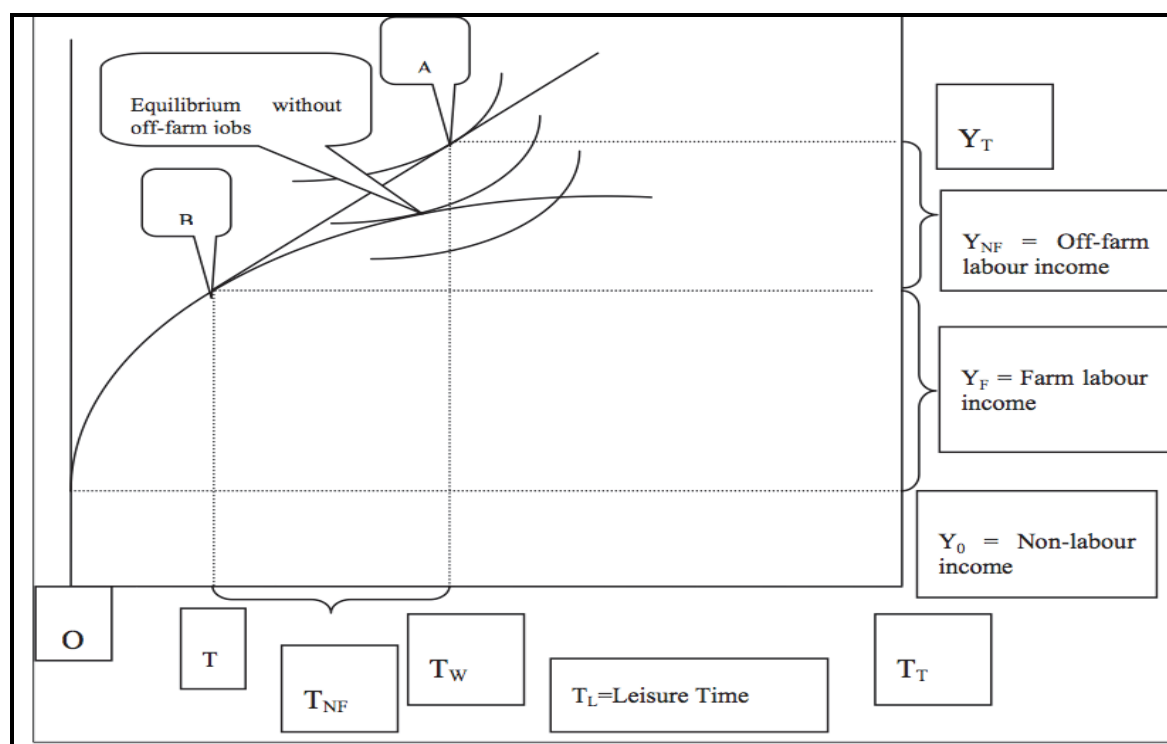 A
Equilibrium without
off-farm iobs
B
Y_T
Y_NF = Off-farm
labour income
Y_F = Farm labour
income
Y_0 = Non-labour
income
O
T
T_NF
T_W
T_L=Leisure Time
T_T